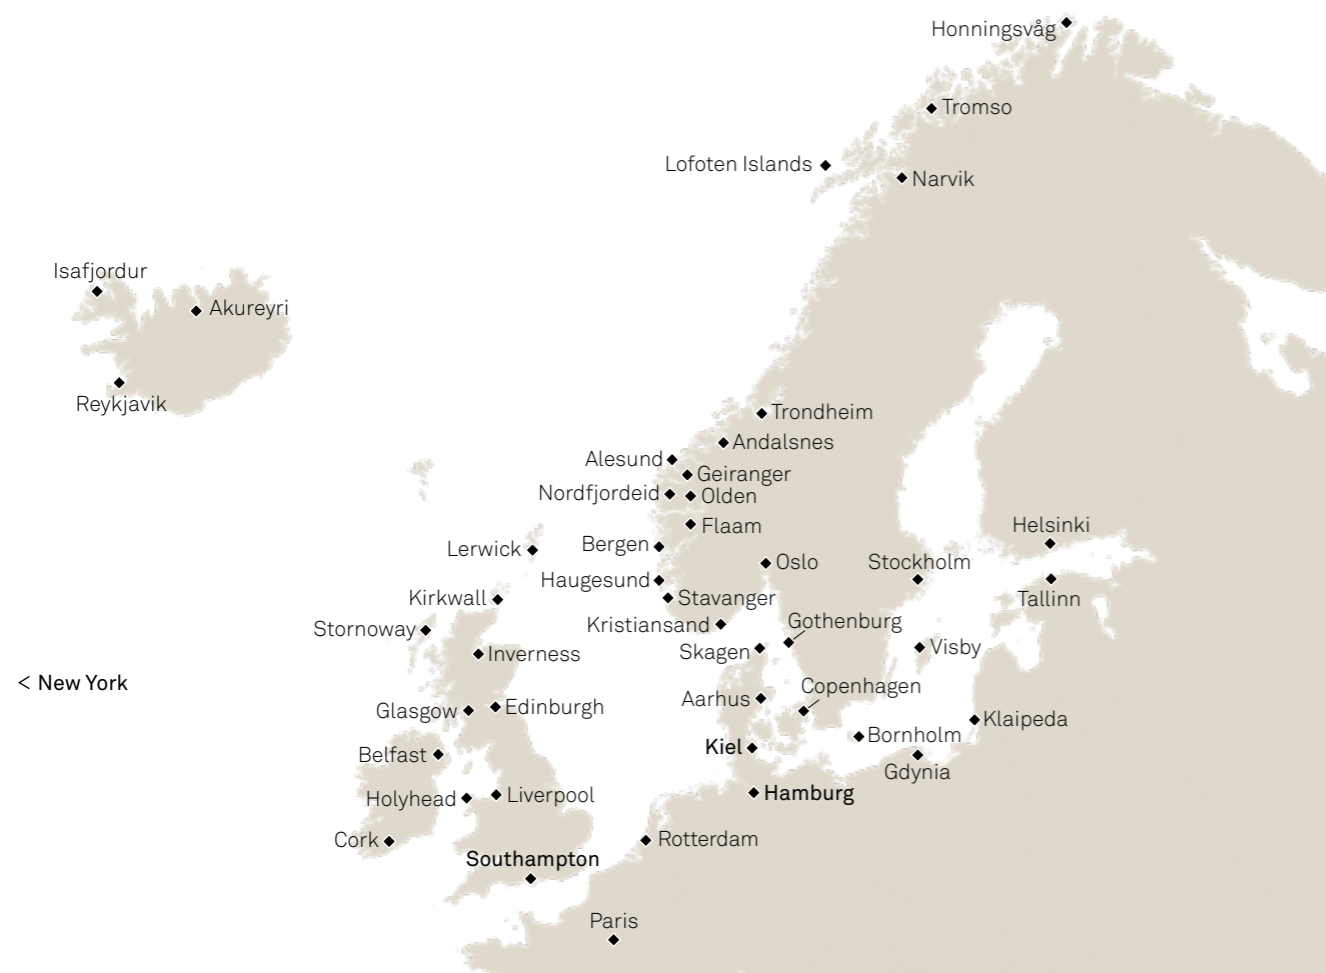 Honningsvåg
Tromso
Lofoten Islands
Narvik
Isafjordur
Akureyri
Reykjavik
Trondheim
Andalsnes
Alesund
Geiranger
Nordfjordeid
Olden
Flaam
Helsinki
Bergen
Lerwick
Oslo
Stockholm
Haugesund
Kirkwall
Stavanger
Tallinn
Gothenburg
Kristiansand
Stornoway
Visby
Skagen
Inverness
< New York
Copenhagen
Aarhus
Edinburgh
Glasgow
Klaipeda
Bornholm
Kiel
Belfast
Gdynia
Hamburg
Liverpool
Holyhead
Rotterdam
Cork
Southampton
Paris